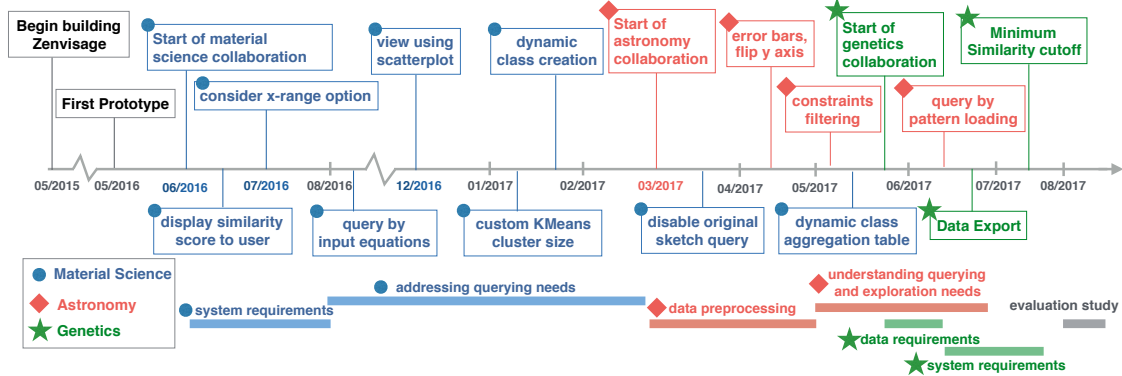 Begin building
Zenvisage
First Prototype
Start of material
science collaboration
consider x-range option
view using
scatterplot
dynamic
class creation
Start of
astronomy
collaboration
error bars,
flip y axis
constraints
filtering
Start of
genetics
collaboration
query by
pattern loading
Minimum
Similarity cutoff
05/2015
05/2016
06/2016
07/2016
08/2016
12/2016
01/2017
02/2017
03/2017
04/2017
05/2017
06/2017
07/2017
08/2017
display similarity
score to user
query by
input equations
custom KMeans
cluster size
disable original
sketch query
dynamic class
aggregation table
Data Export
Material Science
Astronomy
Genetics
system requirements
addressing querying needs
data preprocessing
understanding querying
and exploration needs
data requirements
system requirements
evaluation study